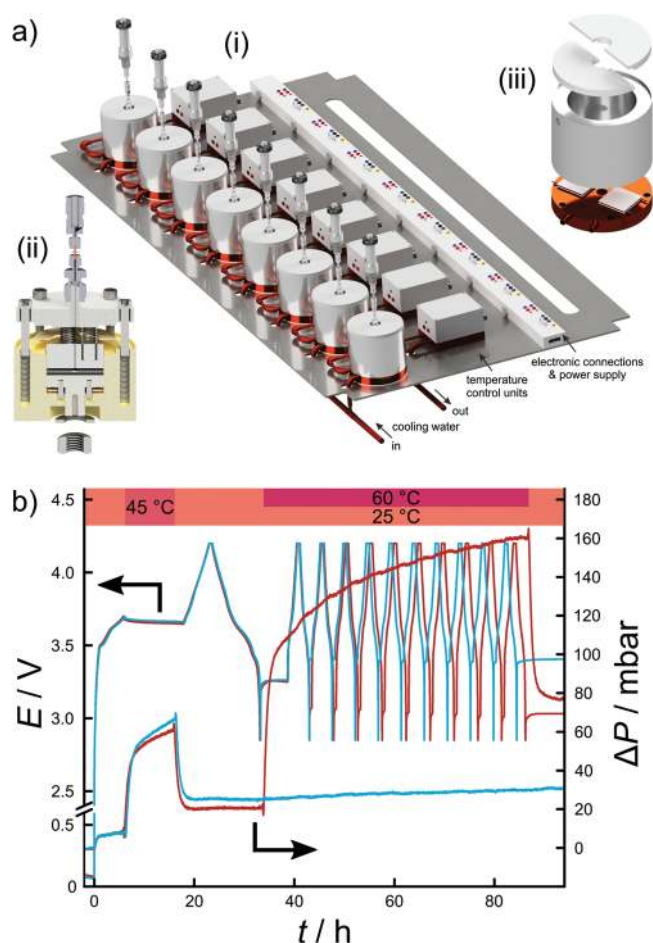 a)
(i)
(iii)
(ii)
electronic connections
& power supply
temperature
control units
out
cooling water
in
b)
4.5
45 °C
60 °C
25 °C
180
160
4.0
140
120
3.5
100
80
3.0
60
40
2.5
20
0.5
0
0
E / V
ΔP / mbar
0
20
40
60
80
t / h